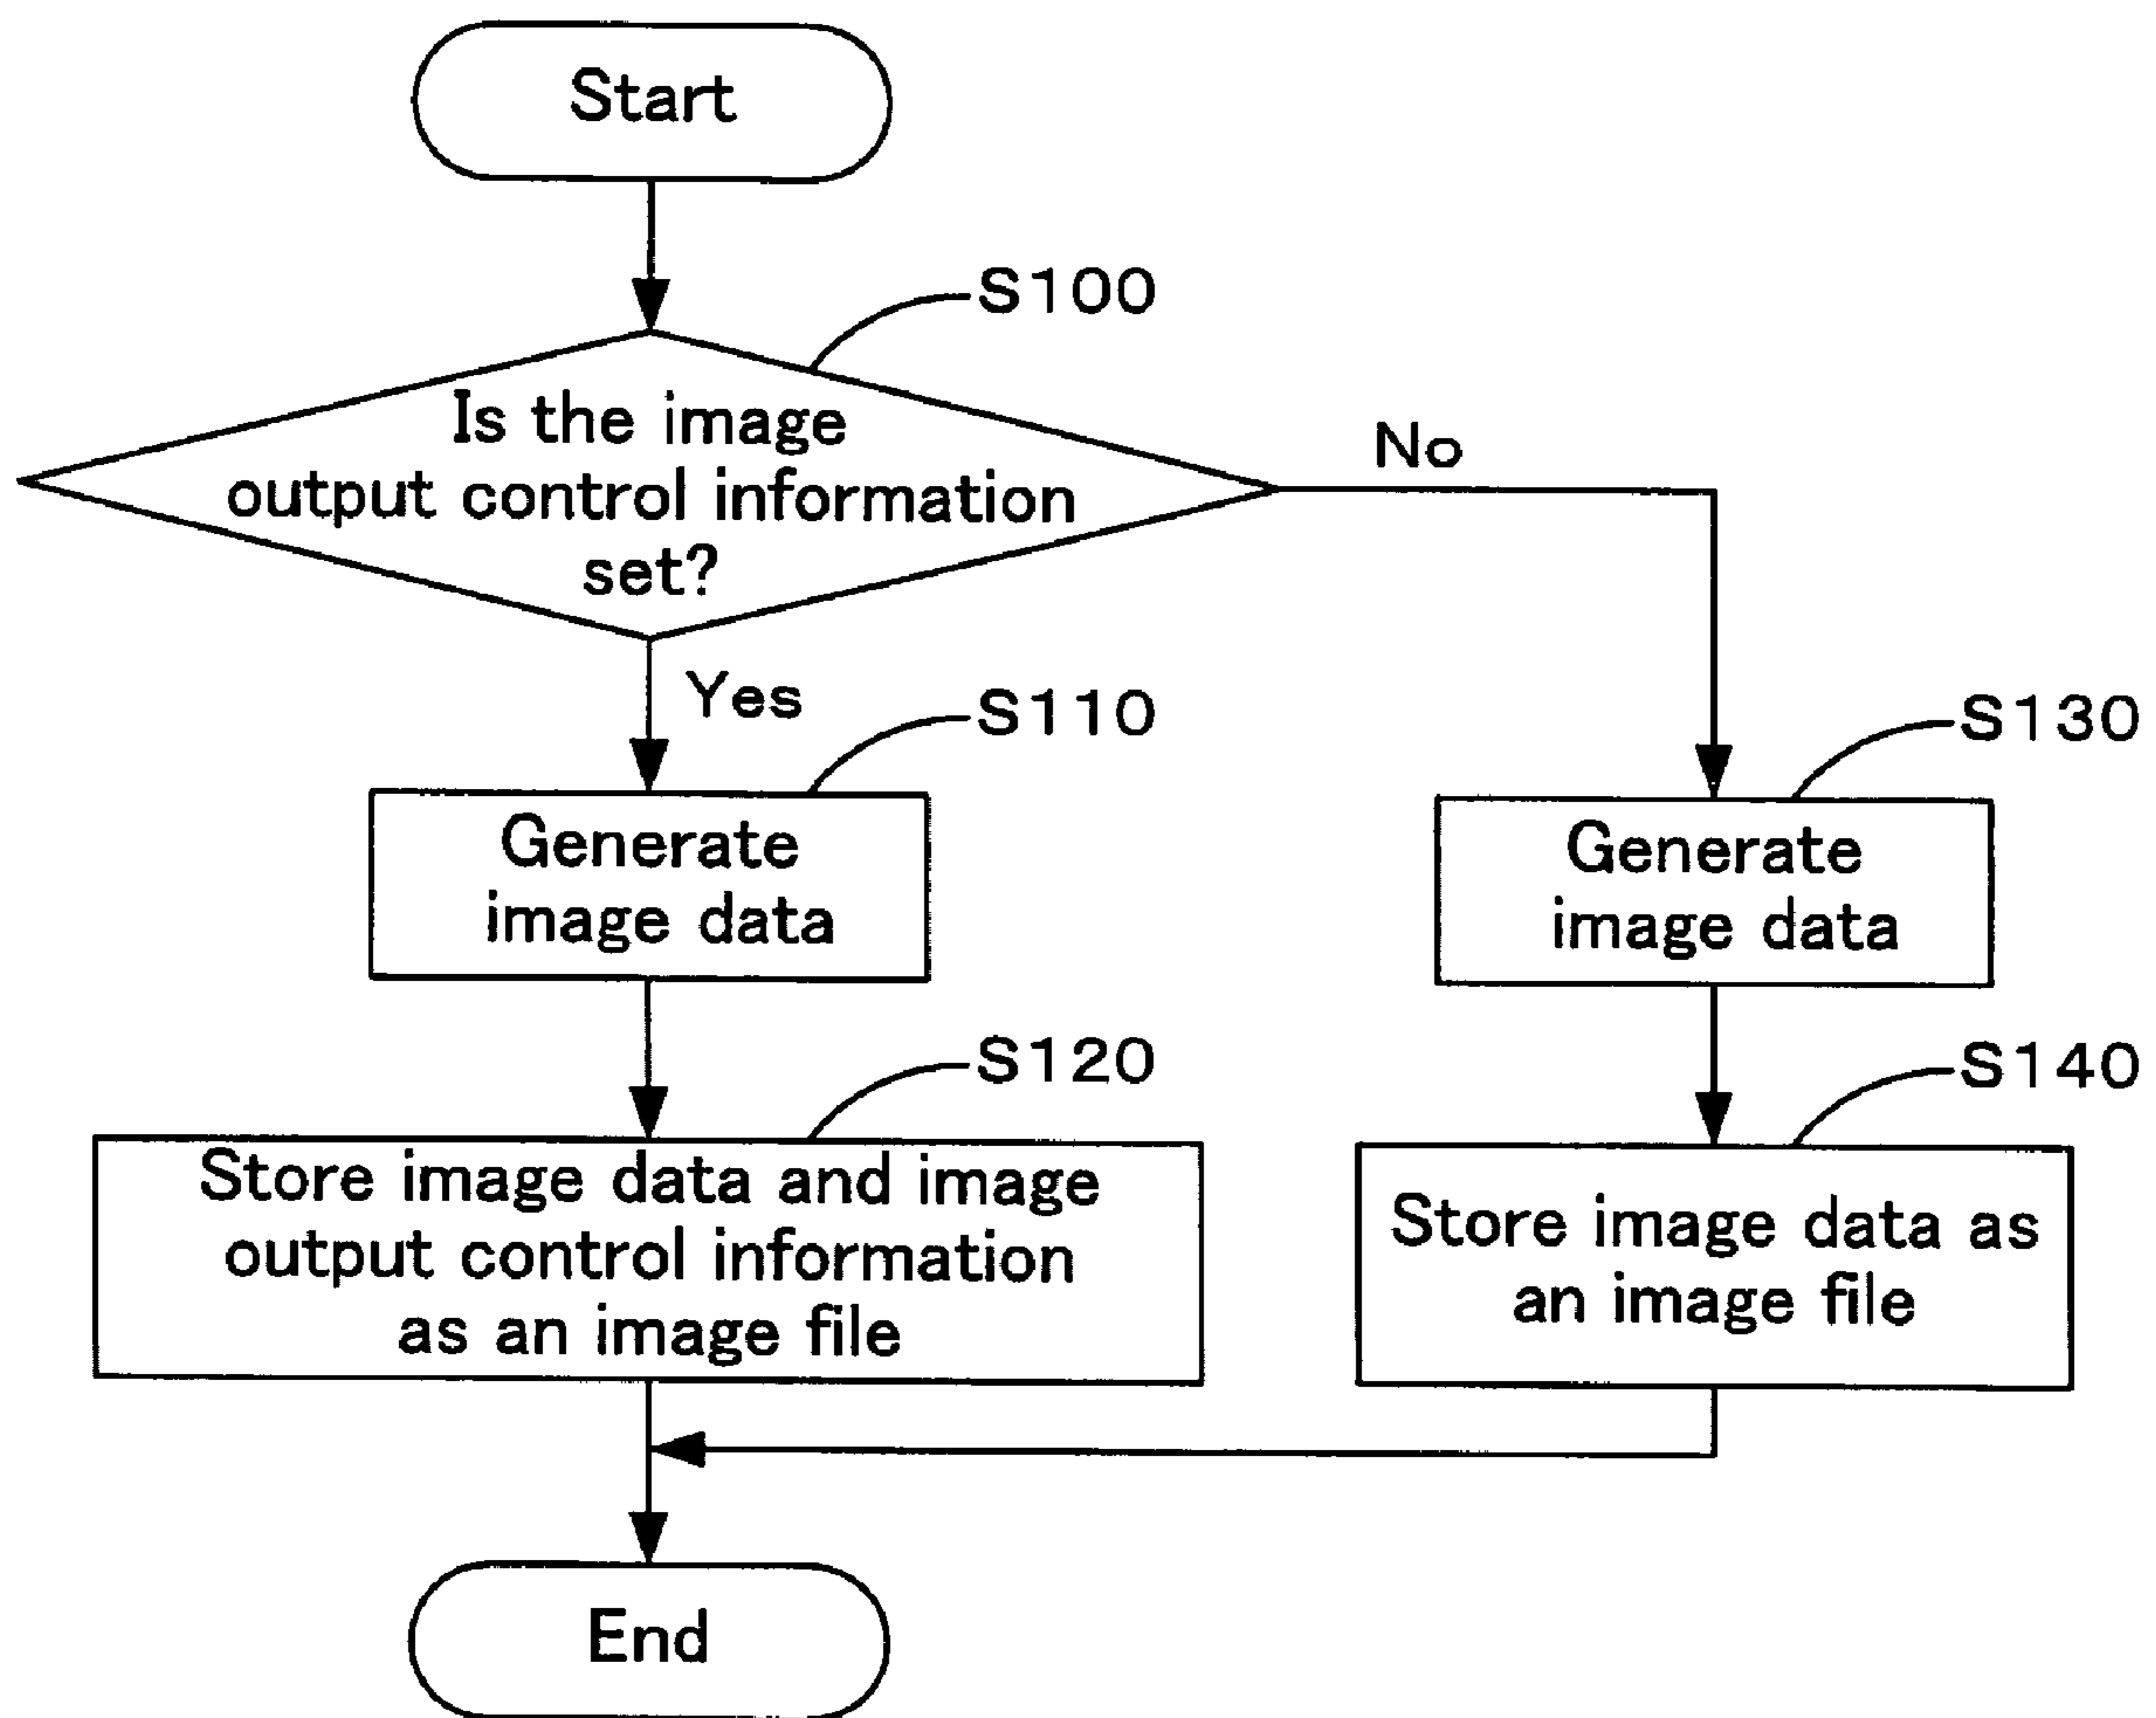 Start
S100
Is the image
output control information
set?
No
Yes
S110
Generate
image data
S130
Generate
image data
S120
Store image data and image
output control information
as an image file
S140
Store image data as
an image file
End